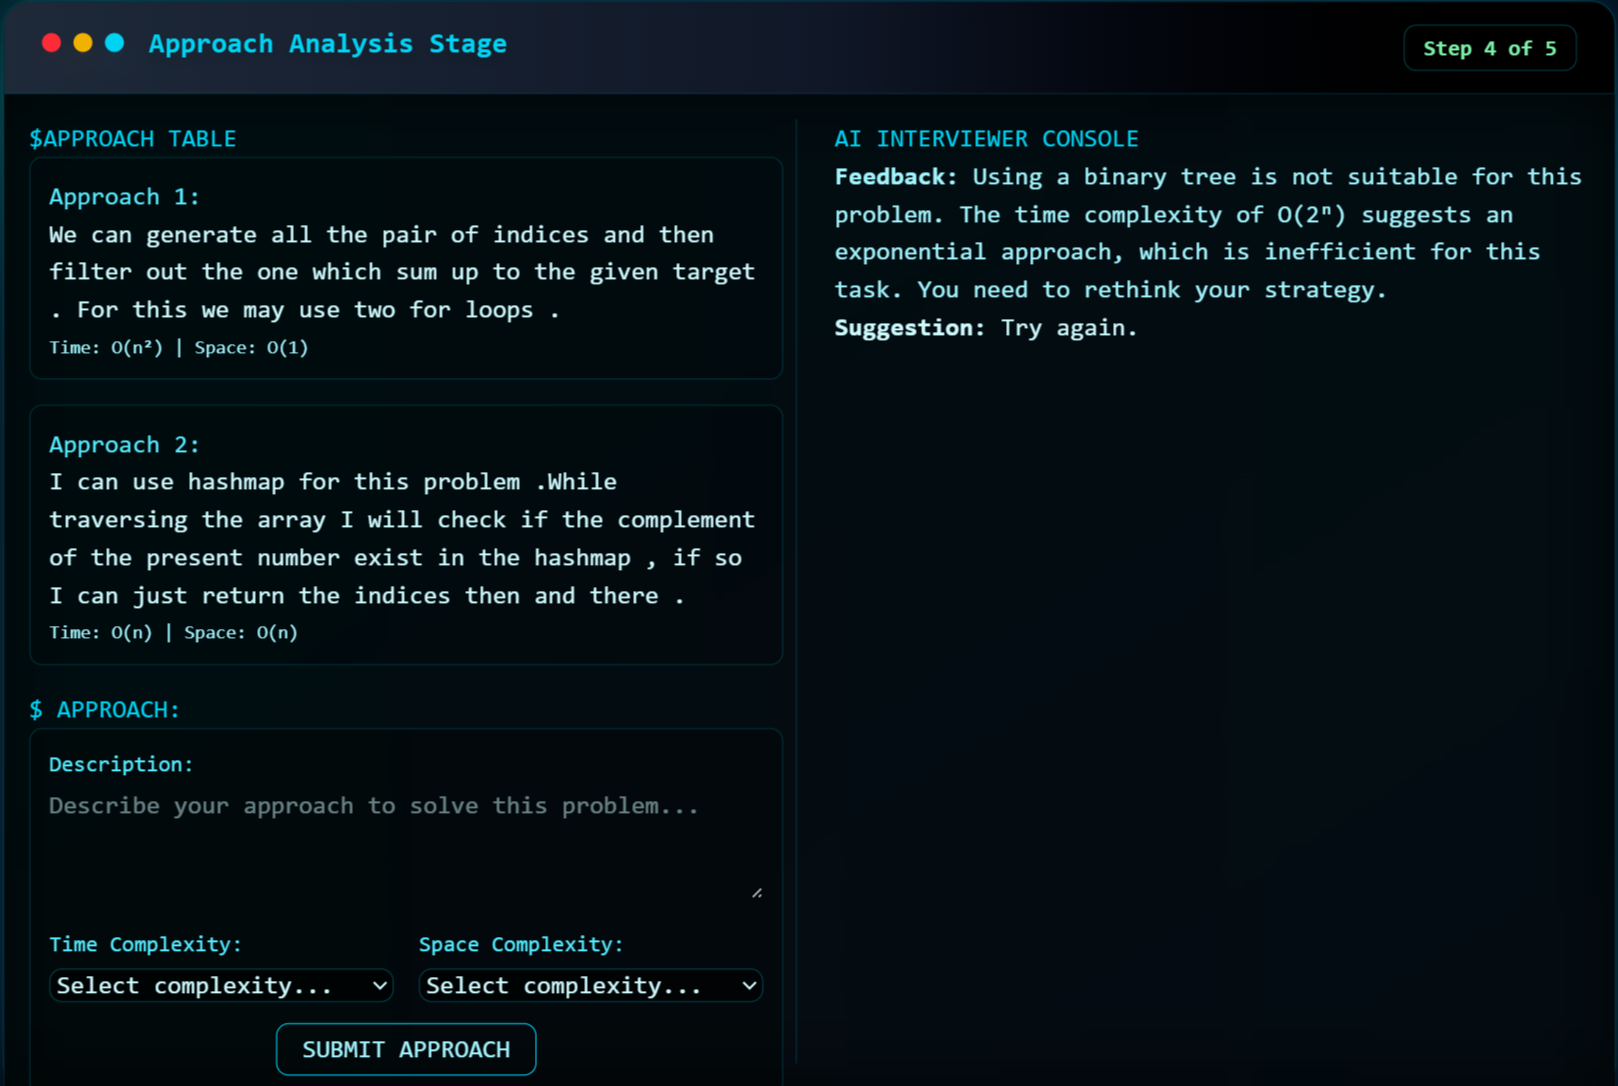 Approach Analysis Stage
Step 4 of 5
$APPROACH TABLE
Approach 1:
We can generate all the pair of indices and then
filter out the one which sum up to the given target
. For this we may use two for loops .
Time: O(n²) | Space: O(1)
Approach 2:
I can use hashmap for this problem .While
traversing the array I will check if the complement
of the present number exist in the hashmap , if so
I can just return the indices then and there .
Time: O(n) | Space: O(n)
$ APPROACH:
Description:
Describe your approach to solve this problem...
Time Complexity:
Space Complexity:
Select complexity...
Select complexity...
SUBMIT APPROACH
AI INTERVIEWER CONSOLE
Feedback: Using a binary tree is not suitable for this
problem. The time complexity of O(2ⁿ) suggests an
exponential approach, which is inefficient for this
task. You need to rethink your strategy.
Suggestion: Try again.